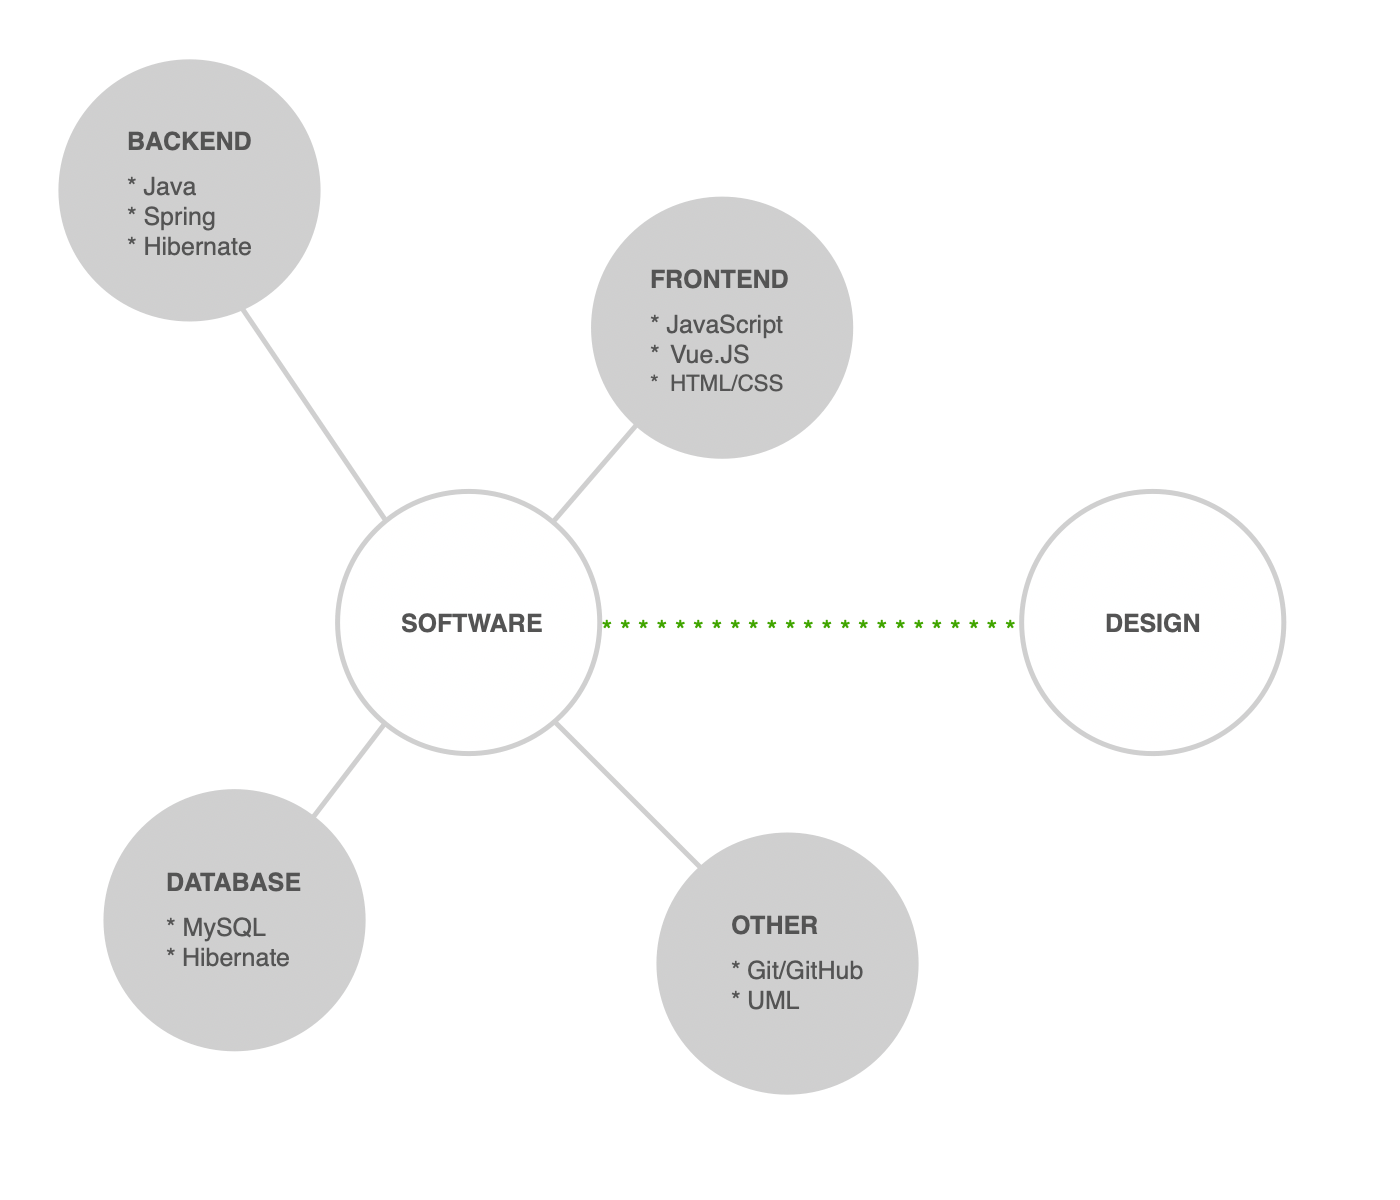 BACKEND
* Java
* Spring
* Hibernate
FRONTEND
* JavaScript
* Vue.JS
* HTML/CSS
SOFTWARE
* * * * * * * * * * * * * * * * * * * * * * *
DESIGN
DATABASE
* MySQL
* Hibernate
OTHER
* Git/GitHub
* UML